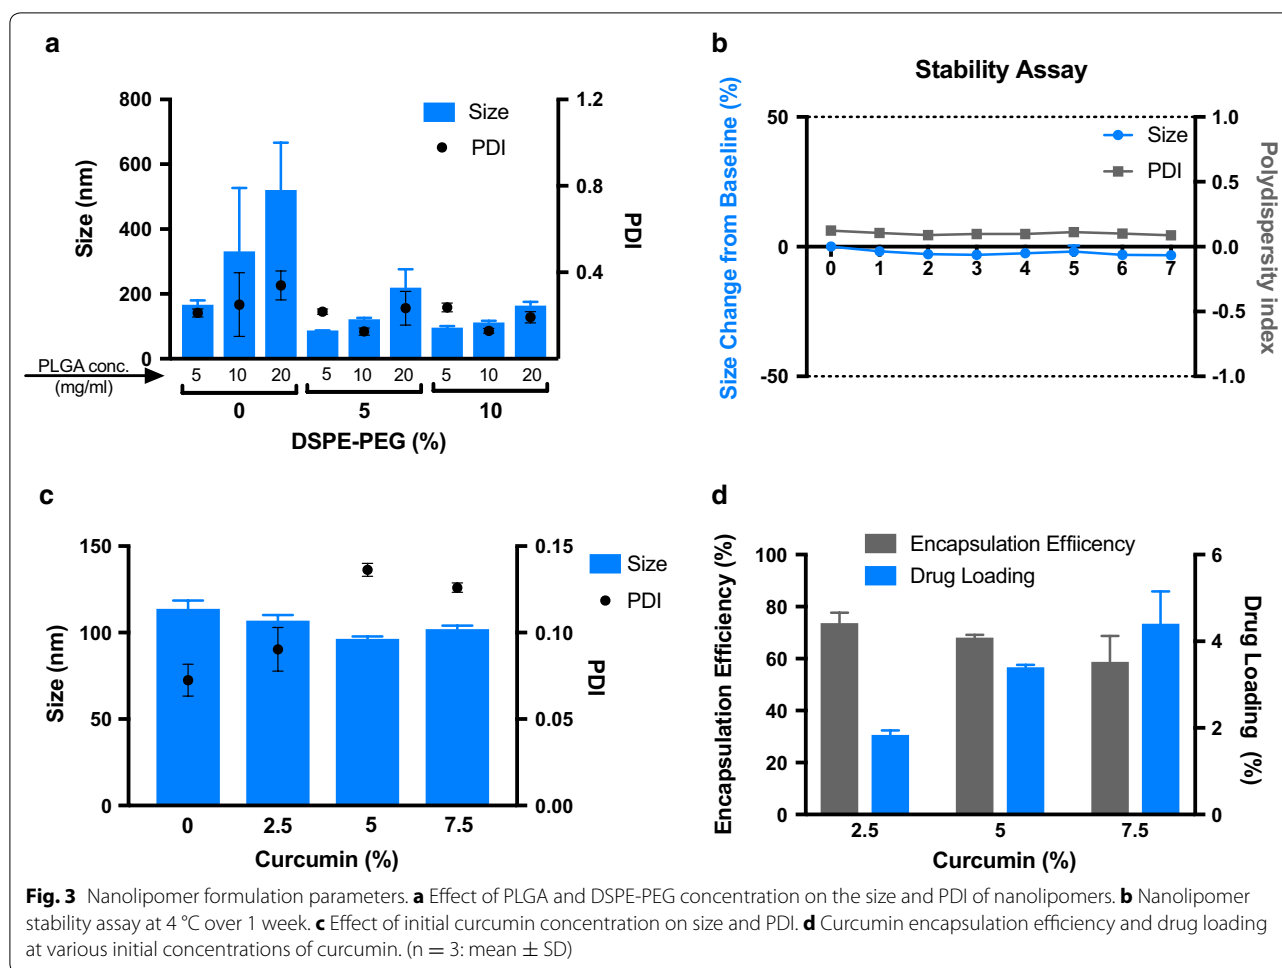 a
Size (nm)
800
600
400
200
0
Size
PDI
1.2
0.8
0.4
PDI
PLGA conc.
(mg/ml)
5 10 20 5 10 20 5 10 20
0 5 10
DSPE-PEG (%)
b
Stability Assay
Size Change from Baseline (%)
50
0
-50
Size
PDI
0 1 2 3 4 5 6 7
1.0
0.5
0.0
-0.5
-1.0
Polydispersity index
c
Size (nm)
150
100
50
0
Size
PDI
0.15
0.10
0.05
0.00
PDI
0 2.5 5 7.5
Curcumin (%)
d
Encapsulation Efficiency (%)
100
80
60
40
20
0
Encapsulation Effiicency
Drug Loading
6
4
2
0
Drug Loading (%)
2.5 5 7.5
Curcumin (%)
Fig. 3 Nanolipomer formulation parameters. a Effect of PLGA and DSPE-PEG concentration on the size and PDI of nanolipomers. b Nanolipomer
stability assay at 4 °C over 1 week. c Effect of initial curcumin concentration on size and PDI. d Curcumin encapsulation efficiency and drug loading
at various initial concentrations of curcumin. (n = 3: mean ± SD)